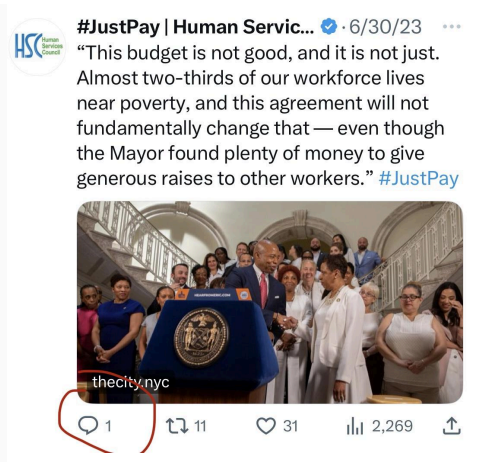 HSC Human Services Council
#JustPay | Human Servic... · 6/30/23 ...
“This budget is not good, and it is not just.
Almost two-thirds of our workforce lives
near poverty, and this agreement will not
fundamentally change that — even though
the Mayor found plenty of money to give
generous raises to other workers.” #JustPay
thecity.nyc
1 11 31 2,269